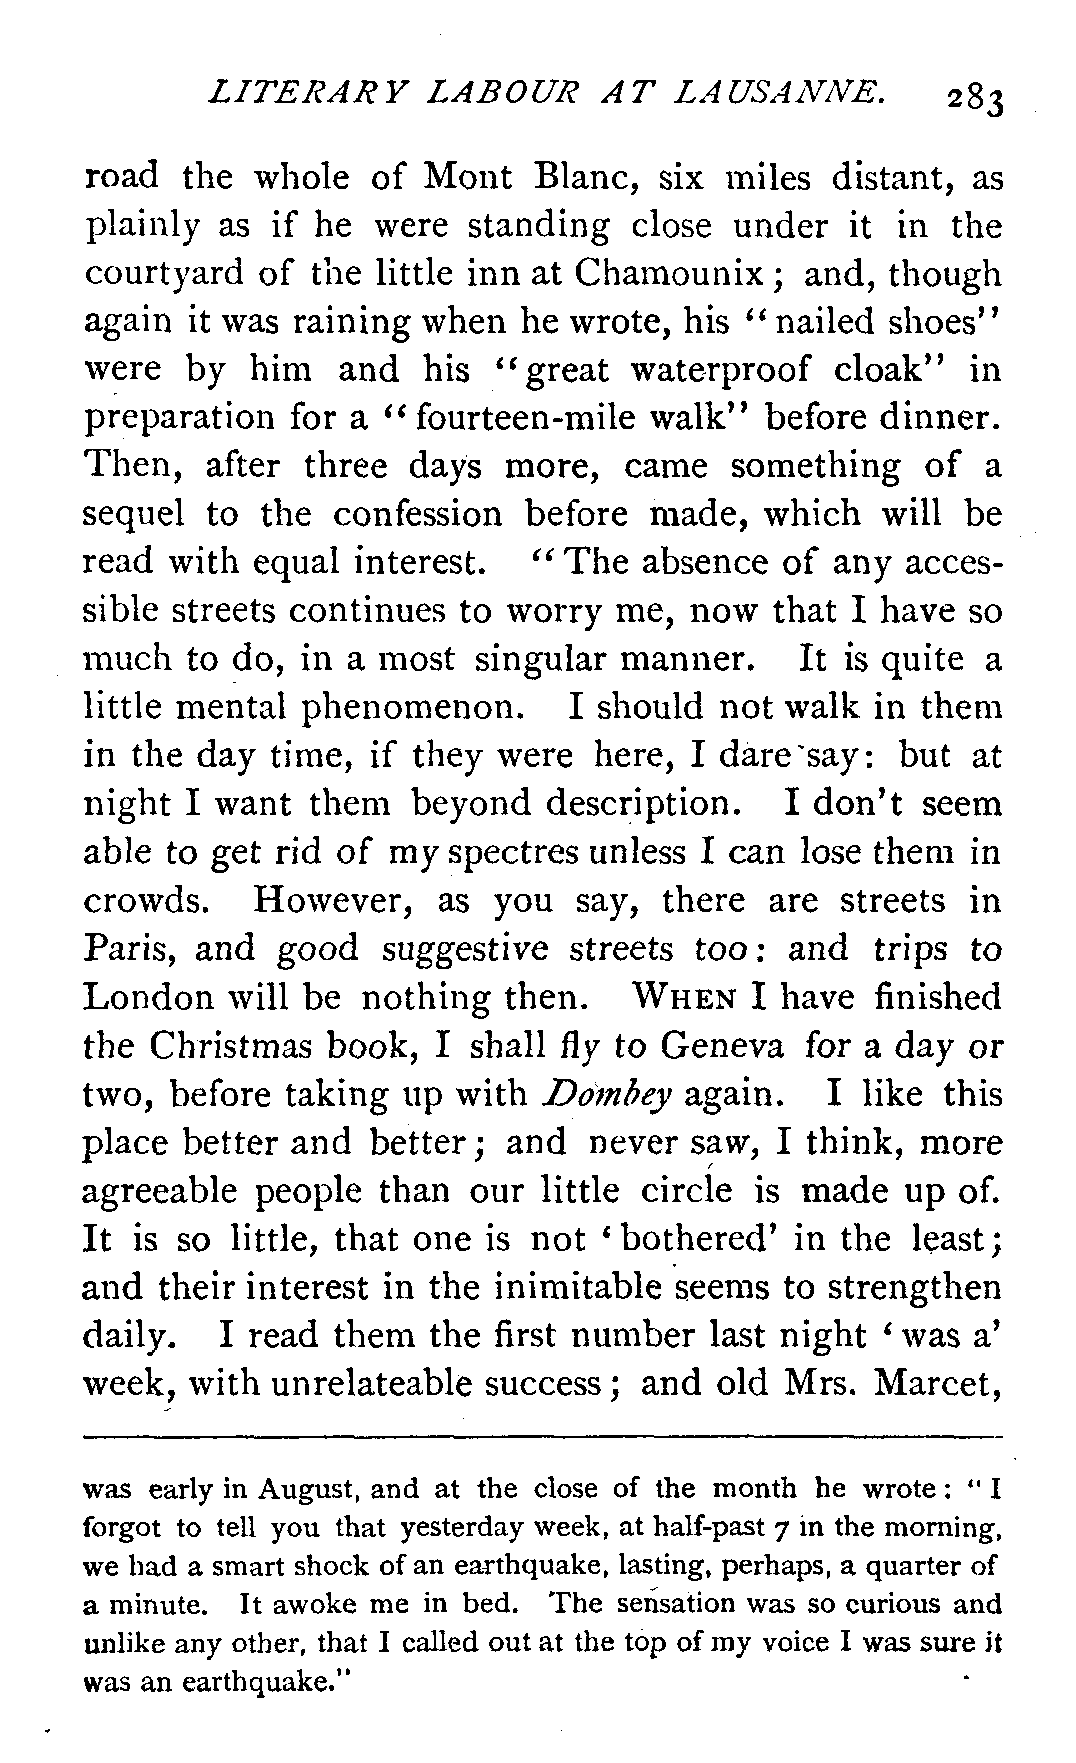 LITERARY LABOUR AT LAUSANNE. 283
road the whole of Mont Blanc, six miles distant, as
plainly as if he were standing close under it in the
courtyard of the little inn at Chamounix; and, though
again it was raining when he wrote, his "nailed shoes"
were by him and his "great waterproof cloak" in
preparation for a "fourteen-mile walk" before dinner.
Then, after three days more, came something of a
sequel to the confession before made, which will be
read with equal interest. "The absence of any acces-
sible streets continues to worry me, now that I have so
much to do, in a most singular manner. It is quite a
little mental phenomenon. I should not walk in them
in the day time, if they were here, I dare say: but at
night I want them beyond description. I don't seem
able to get rid of my spectres unless I can lose them in
crowds. However, as you say, there are streets in
Paris, and good suggestive streets too: and trips to
London will be nothing then. WHEN I have finished
the Christmas book, I shall fly to Geneva for a day or
two, before taking up with Dombey again. I like this
place better and better; and never saw, I think, more
agreeable people than our little circle is made up of.
It is so little, that one is not 'bothered' in the least;
and their interest in the inimitable seems to strengthen
daily. I read them the first number last night 'was a'
week, with unrelateable success; and old Mrs. Marcet,
was early in August, and at the close of the month he wrote: "I
forgot to tell you that yesterday week, at half-past 7 in the morning,
we had a smart shock of an earthquake, lasting, perhaps, a quarter of
a minute. It awoke me in bed. The sensation was so curious and
unlike any other, that I called out at the top of my voice I was sure it
was an earthquake."